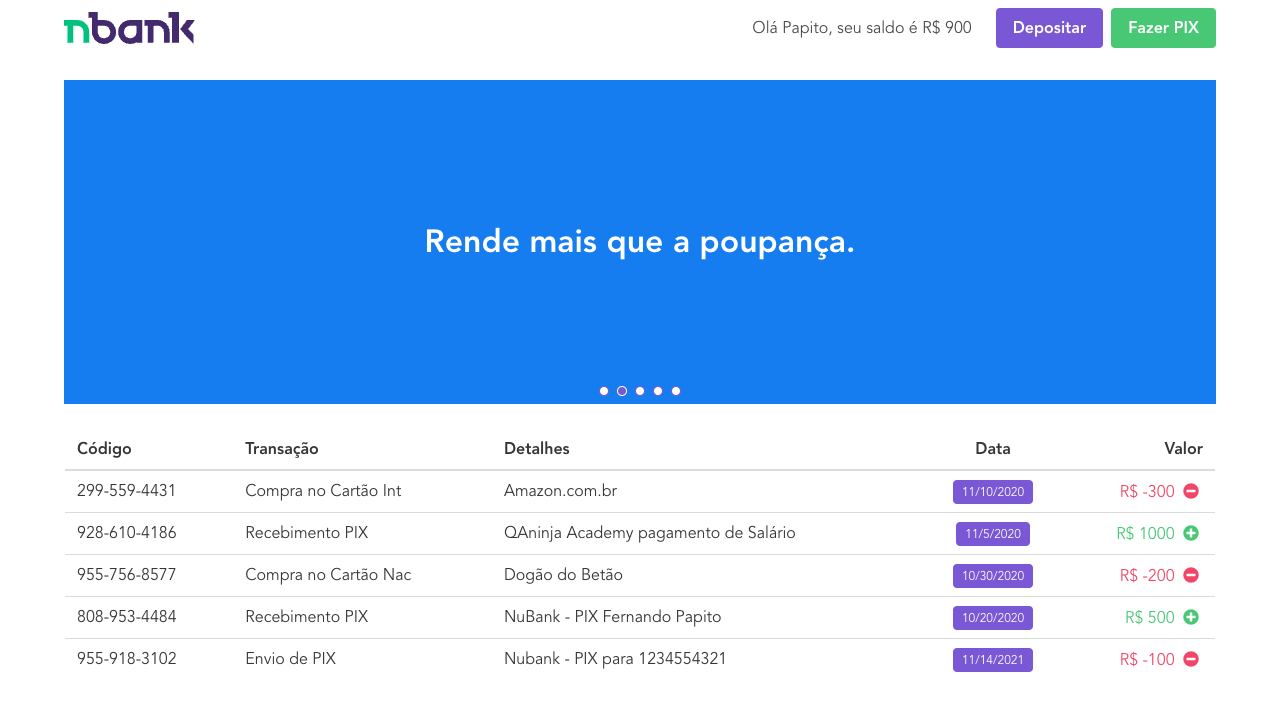 nbank
Olá Papito, seu saldo é R$ 900
Depositar
Fazer PIX
Rende mais que a poupança.
Código Transação Detalhes Data Valor
299-559-4431 Compra no Cartão Int Amazon.com.br 11/10/2020 R$ -300
928-610-4186 Recebimento PIX QAninja Academy pagamento de Salário 11/5/2020 R$ 1000
955-756-8577 Compra no Cartão Nac Dogão do Betão 10/30/2020 R$ -200
808-953-4484 Recebimento PIX NuBank - PIX Fernando Papito 10/20/2020 R$ 500
955-918-3102 Envio de PIX Nubank - PIX para 1234554321 11/14/2021 R$ -100